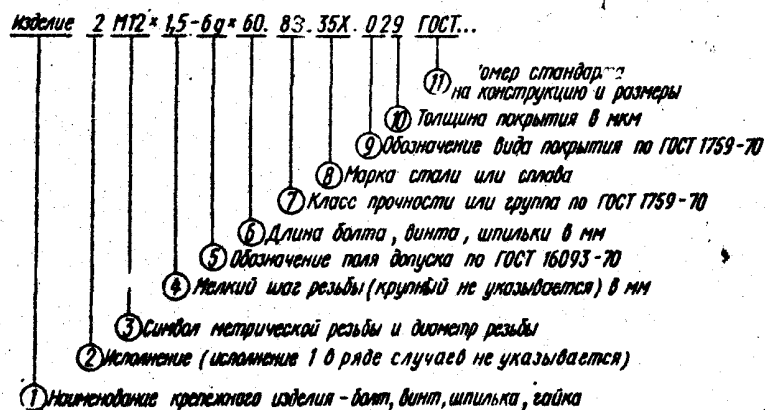 Изделие 2 М12×1,5-6g×60. 83. 35Х. 029 ГОСТ...
11 омер стандарта
на конструкцию и размеры
10 Толщина покрытия в мкм
9 Обозначение вида покрытия по ГОСТ 1759-70
8 Марка стали или сплава
7 Класс прочности или группа по ГОСТ 1759-70
6 Длина болта, винта, шпильки в мм
5 Обозначение поля допуска по ГОСТ 16093-70
4 Мелкий шаг резьбы (крупный не указывается) в мм
3 Символ метрической резьбы и диаметр резьбы
2 Исполнение (исполнение 1 в ряде случаев не указывается)
1 Наименование крепежного изделия - болт, винт, шпилька, гайка